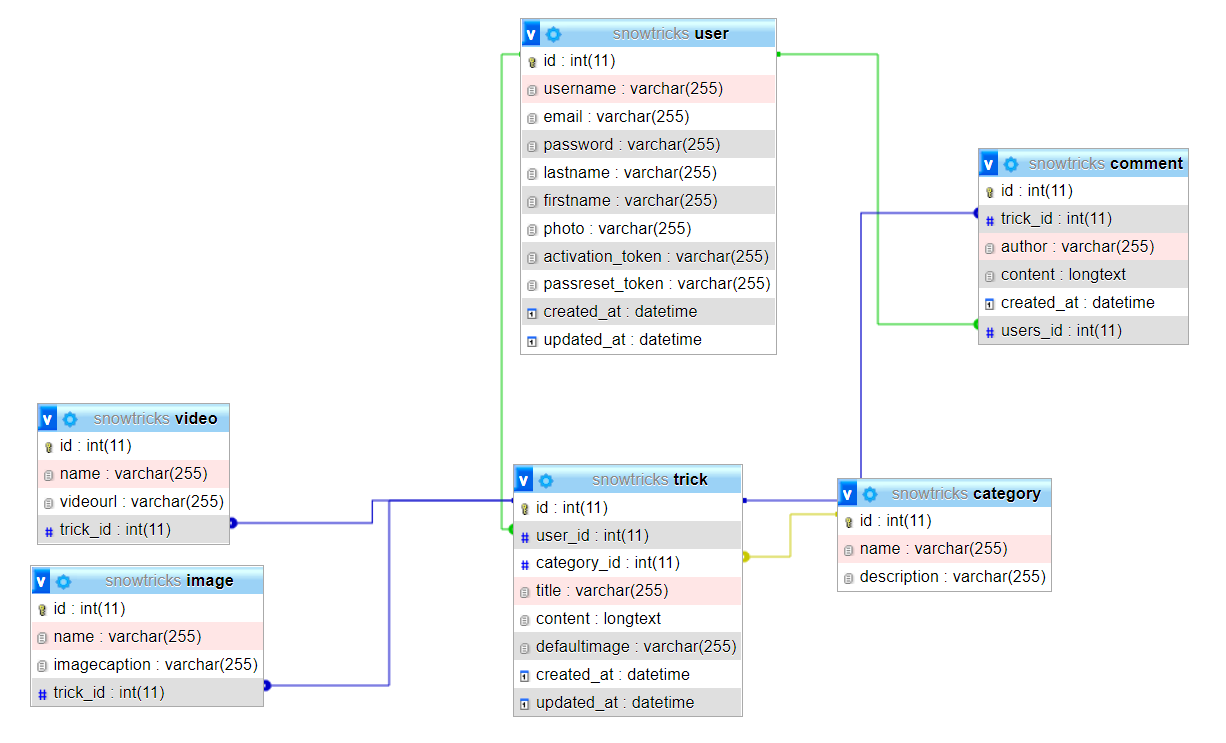 v snowtricks user
id : int(11)
username : varchar(255)
email : varchar(255)
password : varchar(255)
lastname : varchar(255)
firstname : varchar(255)
photo : varchar(255)
activation_token : varchar(255)
passreset_token : varchar(255)
created_at : datetime
updated_at : datetime
v snowtricks comment
id : int(11)
# trick_id : int(11)
author : varchar(255)
content : longtext
created_at : datetime
# users_id : int(11)
v snowtricks video
id : int(11)
name : varchar(255)
videourl : varchar(255)
# trick_id : int(11)
v snowtricks image
id : int(11)
name : varchar(255)
imagecaption : varchar(255)
# trick_id : int(11)
v snowtricks trick
id : int(11)
# user_id : int(11)
# category_id : int(11)
title : varchar(255)
content : longtext
defaultimage : varchar(255)
created_at : datetime
updated_at : datetime
v snowtricks category
id : int(11)
name : varchar(255)
description : varchar(255)